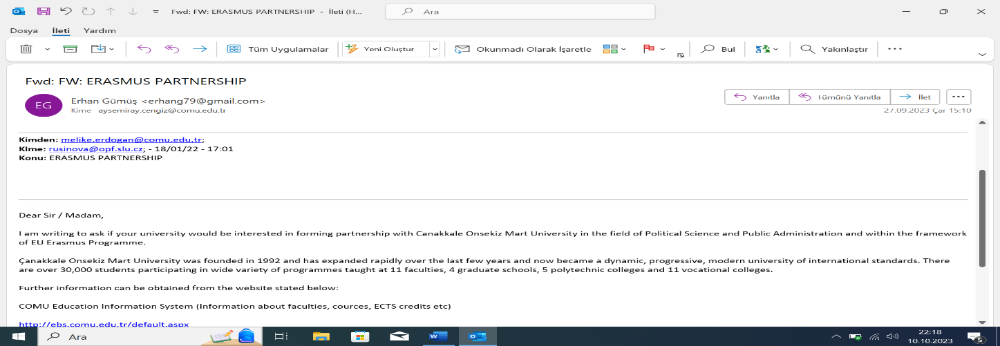 Fwd: FW: ERASMUS PARTNERSHIP - İleti (H...
Ara
Dosya İleti Yardım
Tüm Uygulamalar
Yeni Oluştur
Okunmadı Olarak İşaretle
Bul
Yakınlaştır
Fwd: FW: ERASMUS PARTNERSHIP
EG
Erhan Gümüş <erhang79@gmail.com>
Kime aysemiray.cengiz@comu.edu.tr
Yanıtla
Tümünü Yanıtla
İlet
27.09.2023 Çar 15:10
Kimden: melike.erdogan@comu.edu.tr;
Kime: rusinova@opf.slu.cz; - 18/01/22 - 17:01
Konu: ERASMUS PARTNERSHIP
Dear Sir / Madam,
I am writing to ask if your university would be interested in forming partnership with Canakkale Onsekiz Mart University in the field of Political Science and Public Administration and within the framework
of EU Erasmus Programme.
Çanakkale Onsekiz Mart University was founded in 1992 and has expanded rapidly over the last few years and now became a dynamic, progressive, modern university of international standards. There
are over 30,000 students participating in wide variety of programmes taught at 11 faculties, 4 graduate schools, 5 polytechnic colleges and 11 vocational colleges.
Further information can be obtained from the website stated below:
COMU Education Information System (Information about faculties, cources, ECTS credits etc)
http://ebs.comu.edu.tr/default.aspx
Ara
22:18
10.10.2023
5